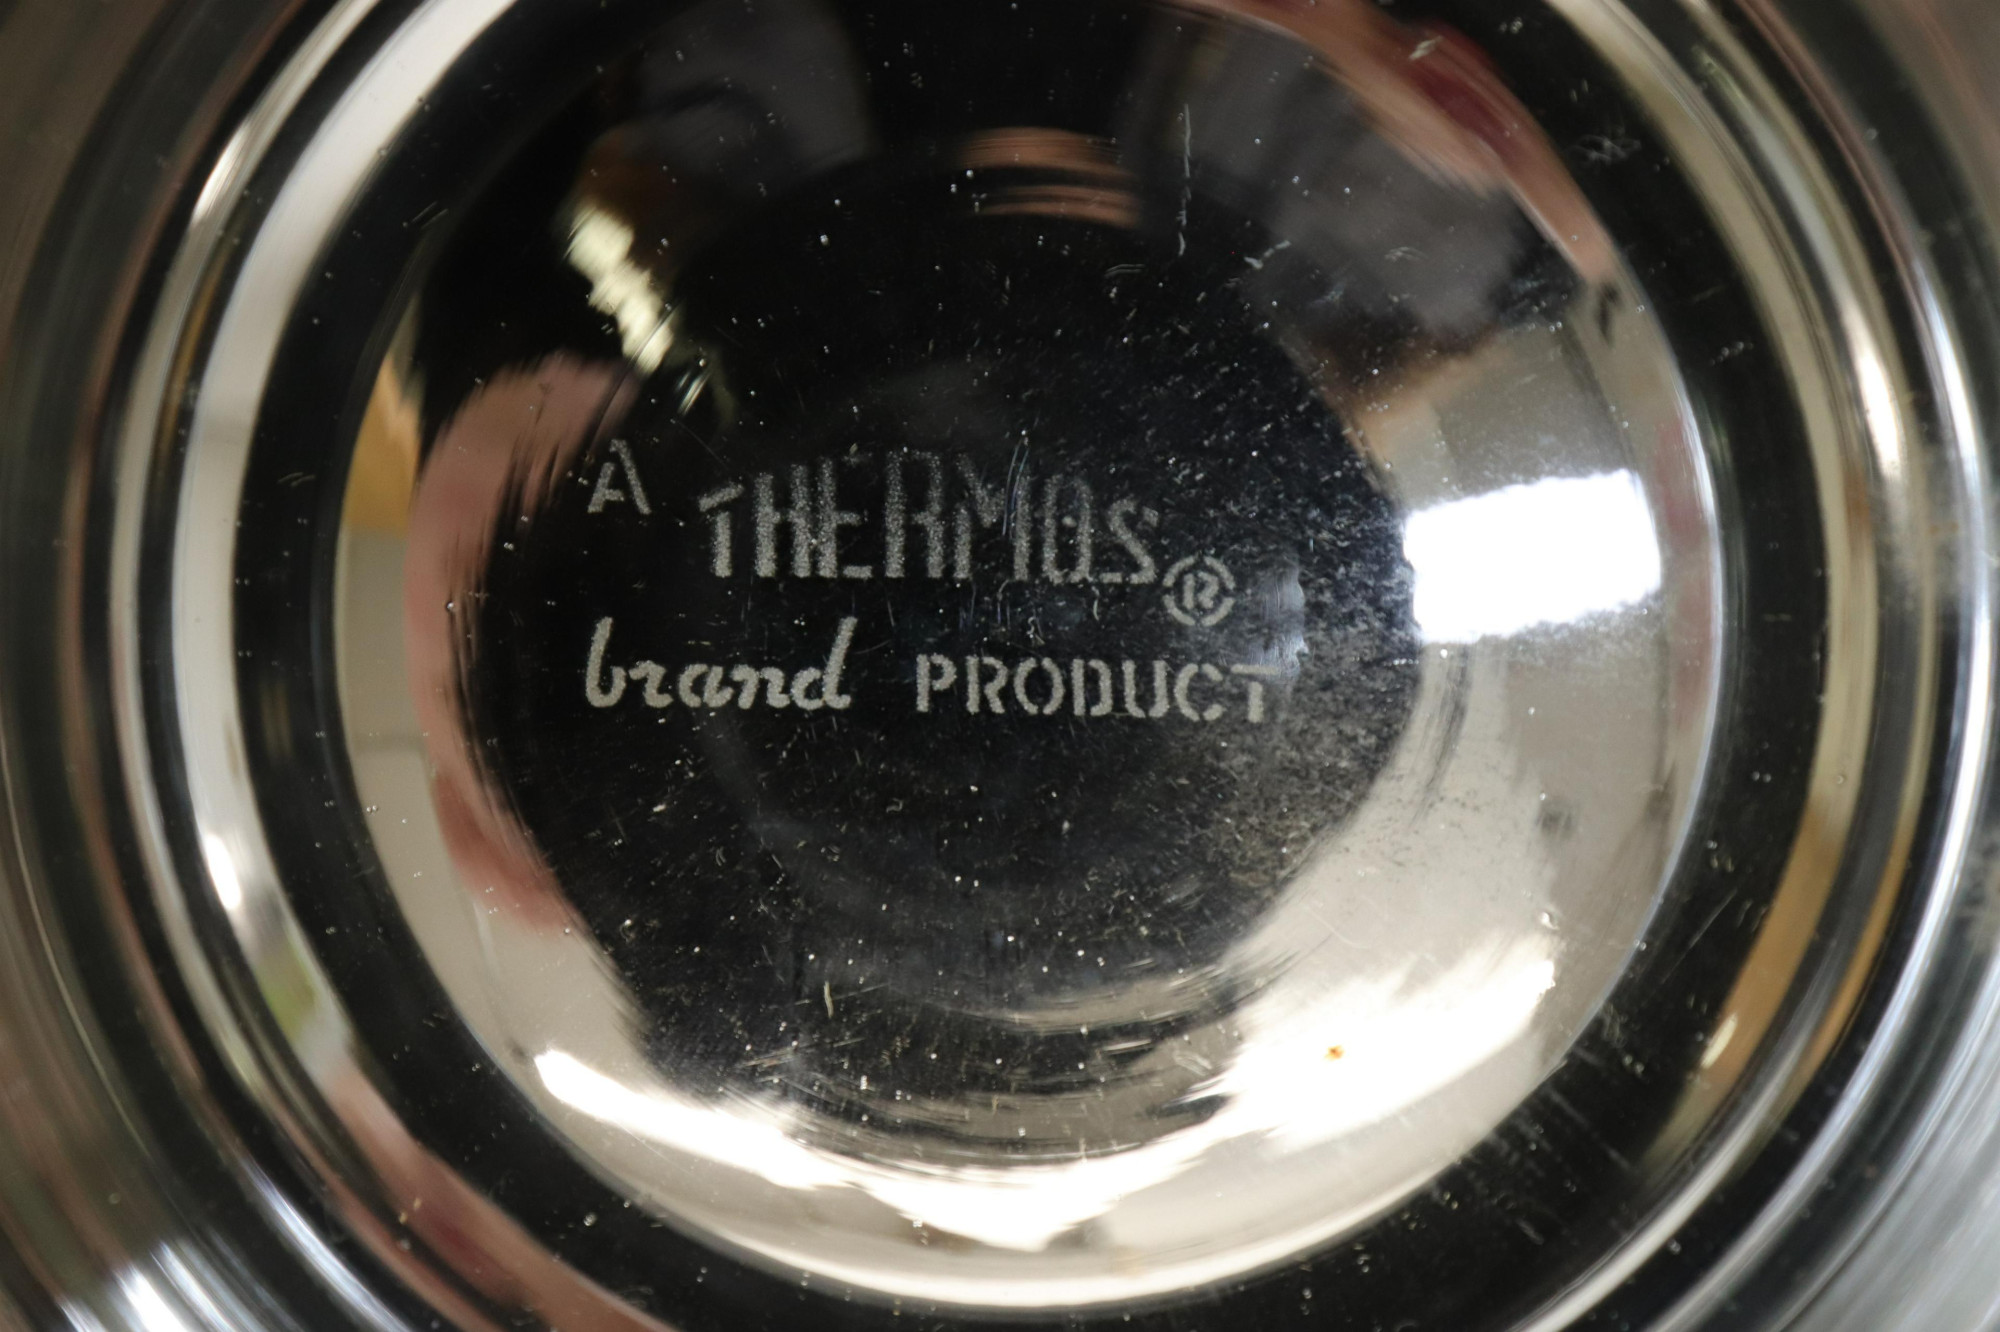 A THERMOS®
brand PRODUCT